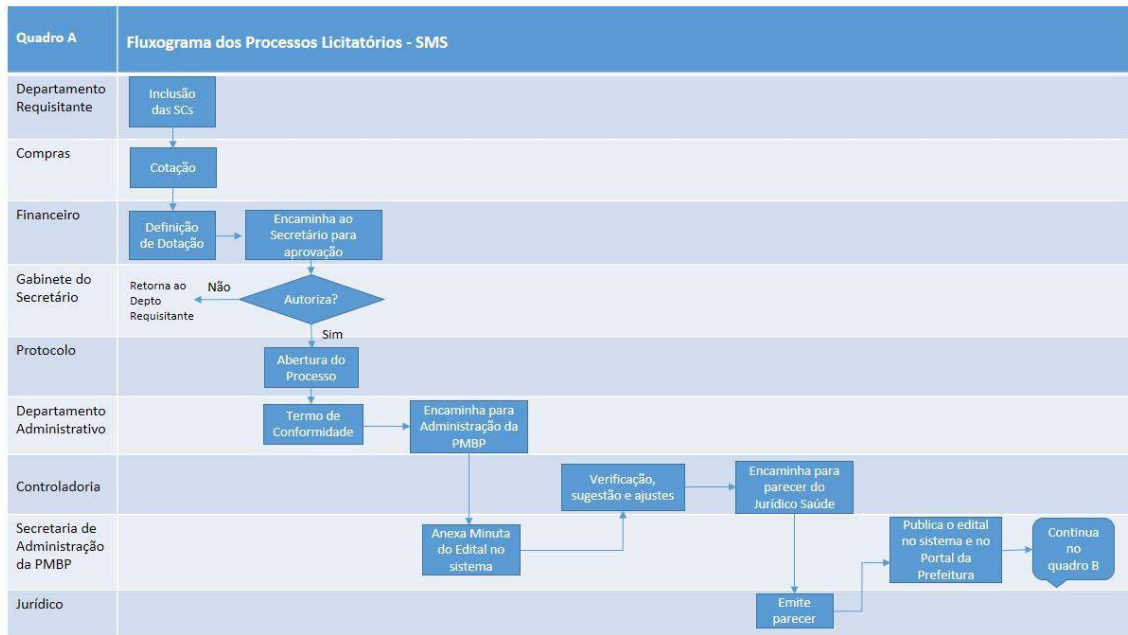 Quadro A
Fluxograma dos Processos Licitatórios - SMS
Departamento
Requisitante
Inclusão
das SCs
Compras
Cotação
Financeiro
Definição
de Dotação
Encaminha ao
Secretário para
aprovação
Gabinete do
Secretário
Retorna ao
Depto
Requisitante
Não
Autoriza?
Sim
Protocolo
Abertura do
Processo
Departamento
Administrativo
Termo de
Conformidade
Encaminha para
Administração da
PMBP
Controladoria
Verificação,
sugestão e ajustes
Encaminha para
parecer do
Jurídico Saúde
Secretaria de
Administração
da PMBP
Anexa Minuta
do Edital no
sistema
Publica o edital
no sistema e no
Portal da
Prefeitura
Continua
no
quadro B
Jurídico
Emite
parecer